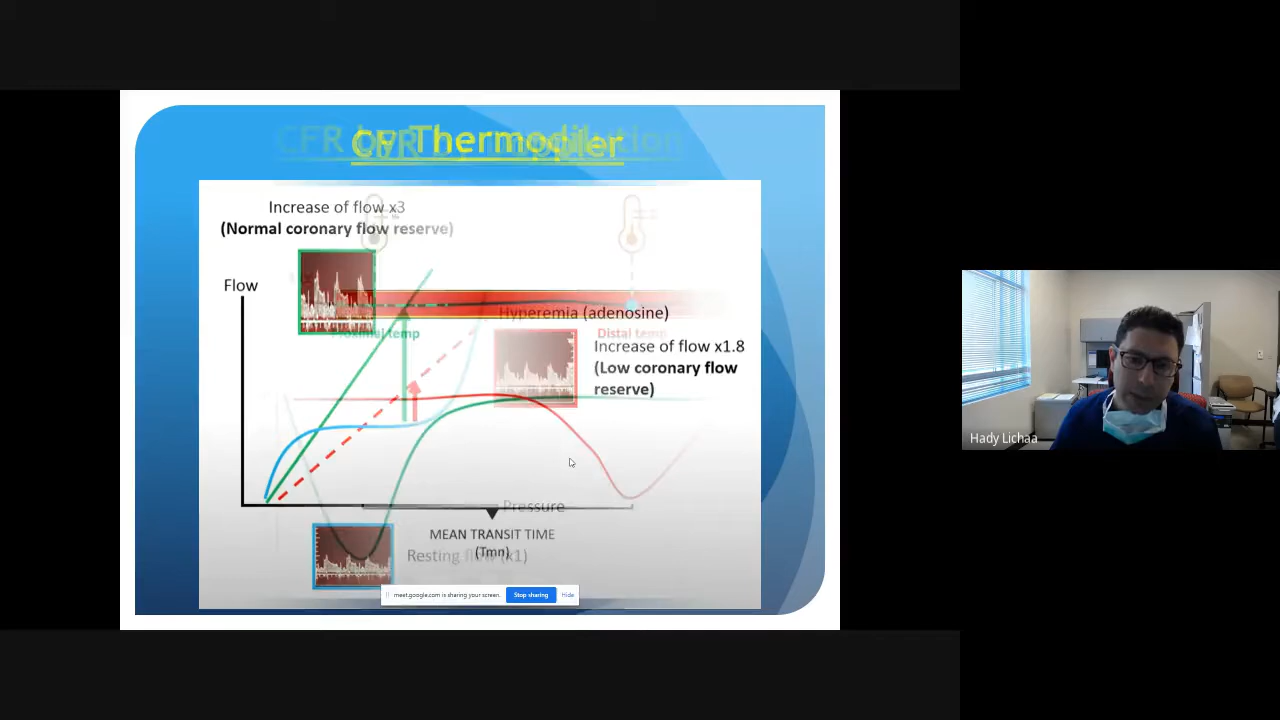 Increase of flow x3
(Normal coronary flow reserve)
Flow
Proximal temp
Distal temp
Hyperemia (adenosine)
Increase of flow x1.8
(Low coronary flow
reserve)
Pressure
MEAN TRANSIT TIME
(Tmn)
Resting flow (x1)
meet.google.com is sharing your screen.
Stop sharing
Hide
Hady Lichaa